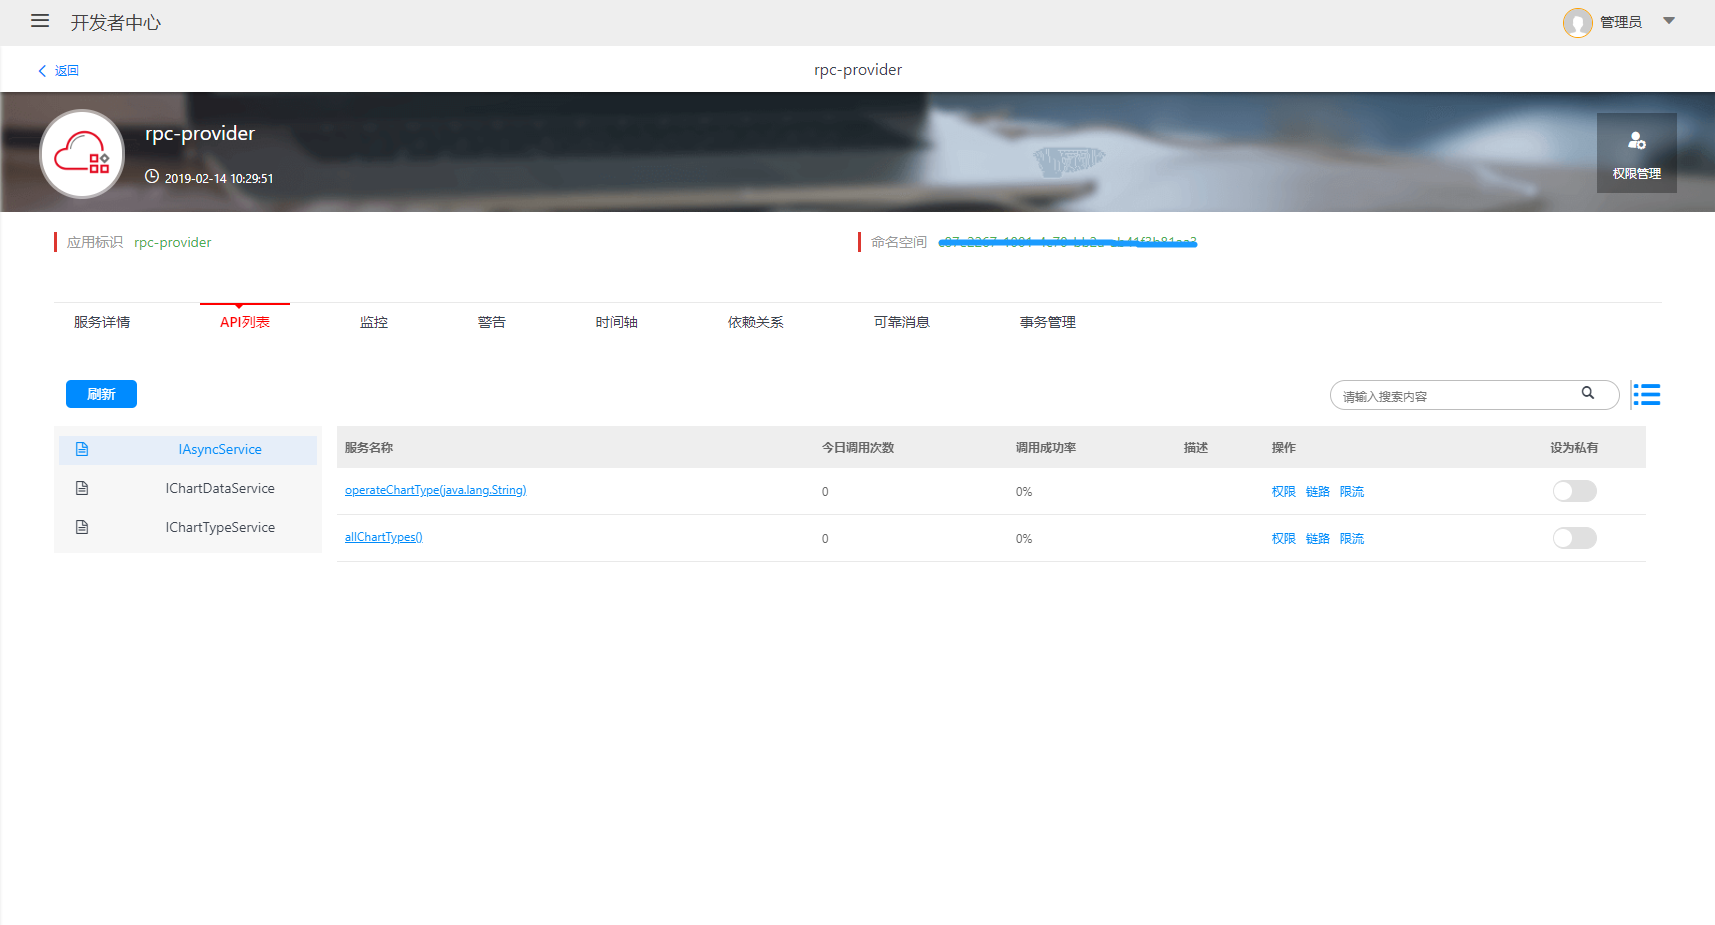 开发者中心
管理员
返回
rpc-provider
rpc-provider
2019-02-14 10:29:51
权限管理
应用标识 rpc-provider
命名空间
服务详情 API列表 监控 警告 时间轴 依赖关系 可靠消息 事务管理
刷新
请输入搜索内容
IAsyncService
IChartDataService
IChartTypeService
服务名称 今日调用次数 调用成功率 描述 操作 设为私有
operateChartType(java.lang.String) 0 0% 权限 链路 限流
allChartTypes() 0 0% 权限 链路 限流